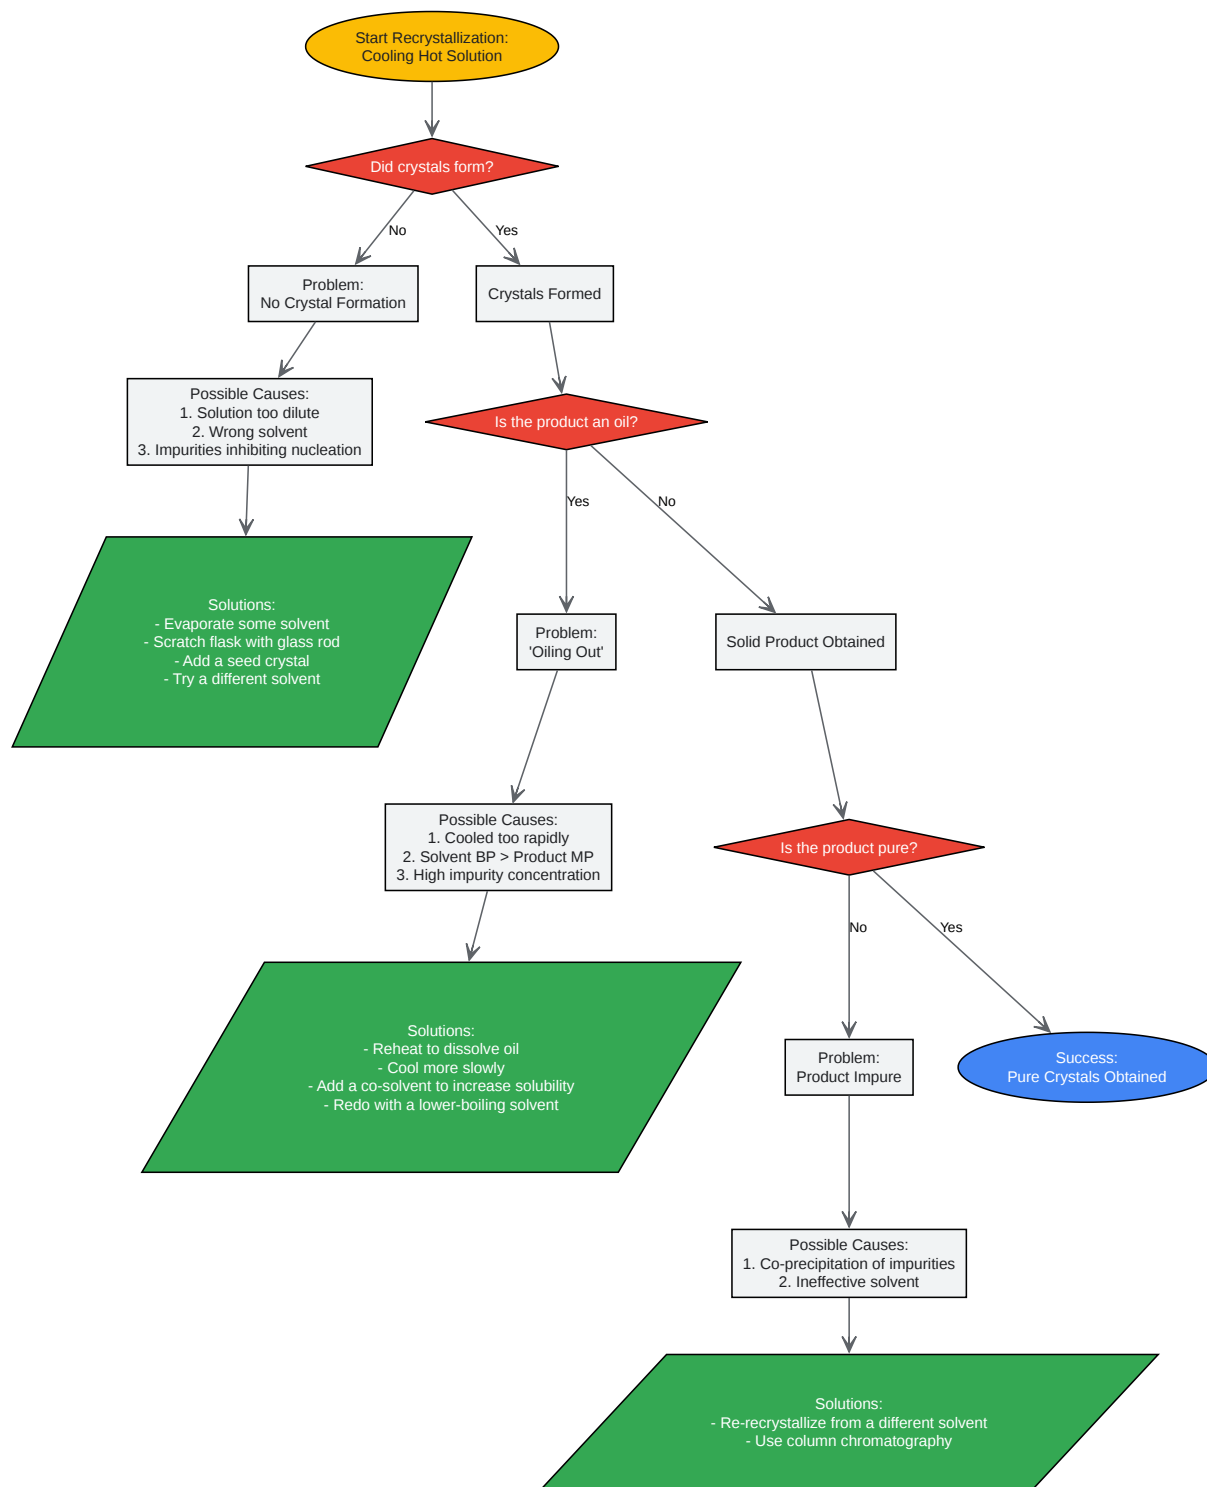 Start Recrystallization:
Cooling Hot Solution
Did crystals form?
No
Yes
Problem:
No Crystal Formation
Crystals Formed
Possible Causes:
1. Solution too dilute
2. Wrong solvent
3. Impurities inhibiting nucleation
Is the product an oil?
Yes
No
Solutions:
- Evaporate some solvent
- Scratch flask with glass rod
- Add a seed crystal
- Try a different solvent
Problem:
'Oiling Out'
Solid Product Obtained
Possible Causes:
1. Cooled too rapidly
2. Solvent BP > Product MP
3. High impurity concentration
Is the product pure?
No
Yes
Solutions:
- Reheat to dissolve oil
- Cool more slowly
- Add a co-solvent to increase solubility
- Redo with a lower-boiling solvent
Problem:
Product Impure
Success:
Pure Crystals Obtained
Possible Causes:
1. Co-precipitation of impurities
2. Ineffective solvent
Solutions:
- Re-recrystallize from a different solvent
- Use column chromatography